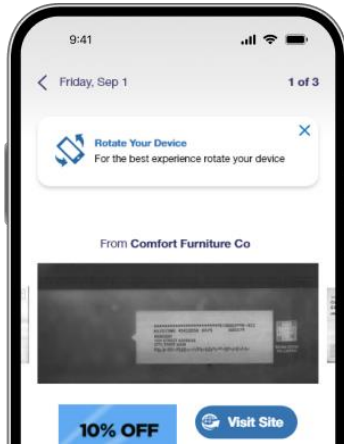 9:41
Friday, Sep 1
1 of 3
Rotate Your Device
For the best experience rotate your device
From Comfort Furniture Co
10% OFF
Visit Site